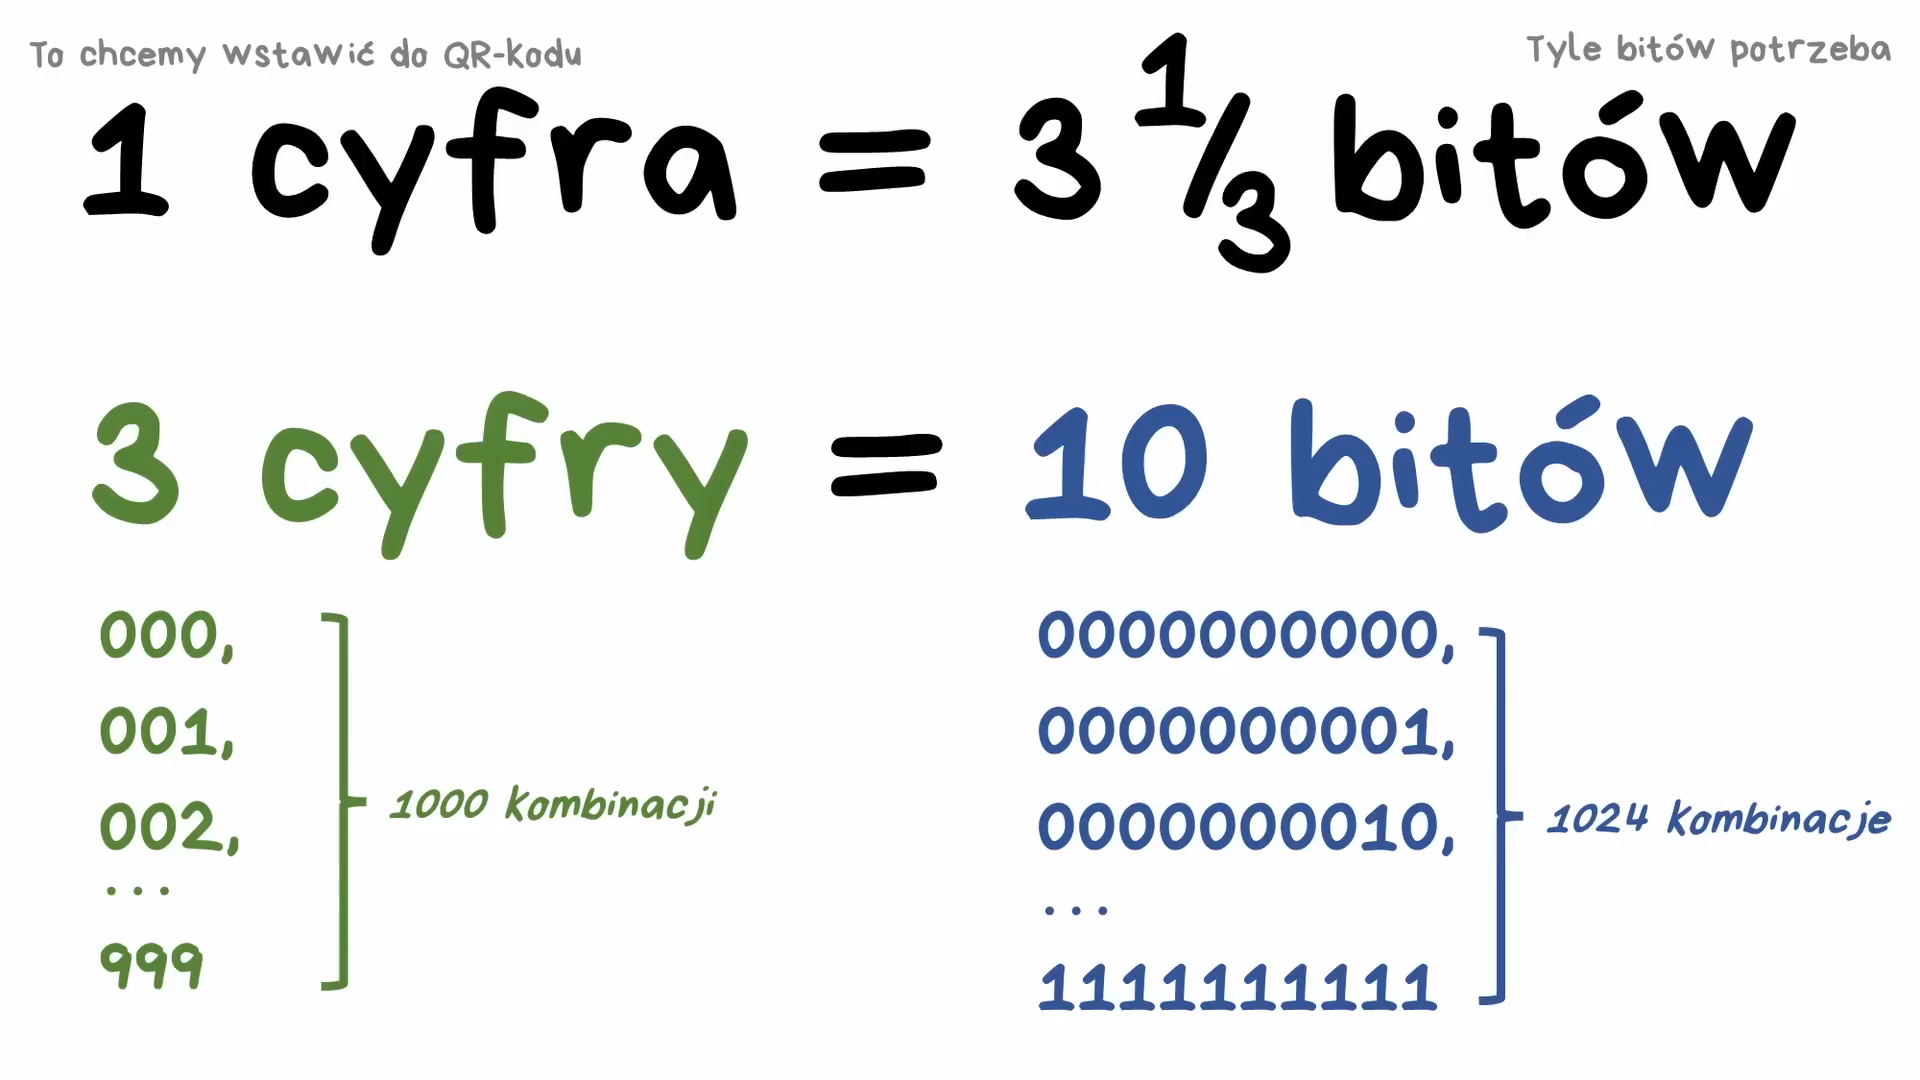 To chcemy wstawić do QR-kodu
Tyle bitów potrzeba
1 cyfra = 3 1/3 bitów
3 cyfry = 10 bitów
000,
001,
002,
...
999
1000 kombinacji
0000000000,
0000000001,
0000000010,
...
1111111111
1024 kombinacje